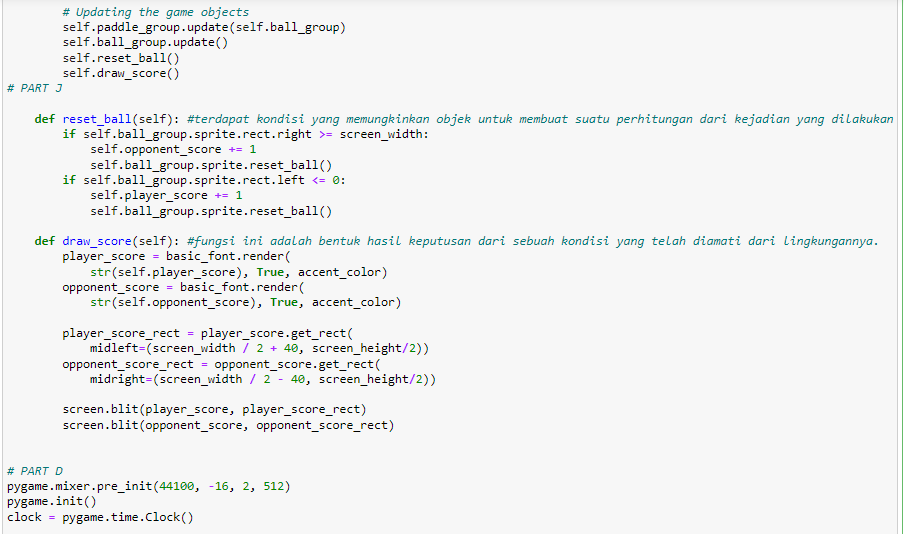 # Updating the game objects
self.paddle_group.update(self.ball_group)
self.ball_group.update()
self.reset_ball()
self.draw_score()
# PART J
def reset_ball(self): #terdapat kondisi yang memungkinkan objek untuk membuat suatu perhitungan dari kejadian yang dilakukan
if self.ball_group.sprite.rect.right >= screen_width:
self.opponent_score += 1
self.ball_group.sprite.reset_ball()
if self.ball_group.sprite.rect.left <= 0:
self.player_score += 1
self.ball_group.sprite.reset_ball()
def draw_score(self): #fungsi ini adalah bentuk hasil keputusan dari sebuah kondisi yang telah diamati dari lingkungannya.
player_score = basic_font.render(
str(self.player_score), True, accent_color)
opponent_score = basic_font.render(
str(self.opponent_score), True, accent_color)
player_score_rect = player_score.get_rect(
midleft=(screen_width / 2 + 40, screen_height/2))
opponent_score_rect = opponent_score.get_rect(
midright=(screen_width / 2 - 40, screen_height/2))
screen.blit(player_score, player_score_rect)
screen.blit(opponent_score, opponent_score_rect)
# PART D
pygame.mixer.pre_init(44100, -16, 2, 512)
pygame.init()
clock = pygame.time.Clock()